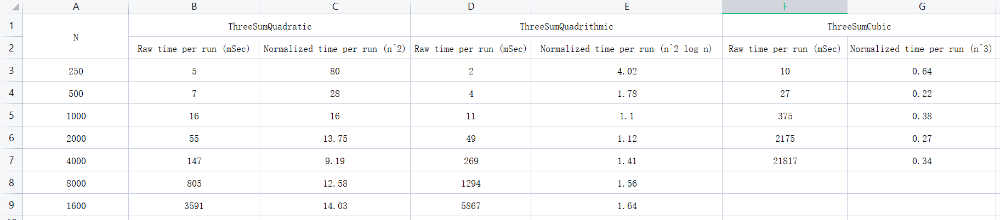 A B C D E F G
1 ThreeSumQuadratic ThreeSumQuadrithmic ThreeSumCubic
N
2 Raw time per run (mSec) Normalized time per run (n^2) Raw time per run (mSec) Normalized time per run (n^2 log n) Raw time per run (mSec) Normalized time per run (n^3)
3 250 5 80 2 4.02 10 0.64
4 500 7 28 4 1.78 27 0.22
5 1000 16 16 11 1.1 375 0.38
6 2000 55 13.75 49 1.12 2175 0.27
7 4000 147 9.19 269 1.41 21817 0.34
8 8000 805 12.58 1294 1.56
9 1600 3591 14.03 5867 1.64